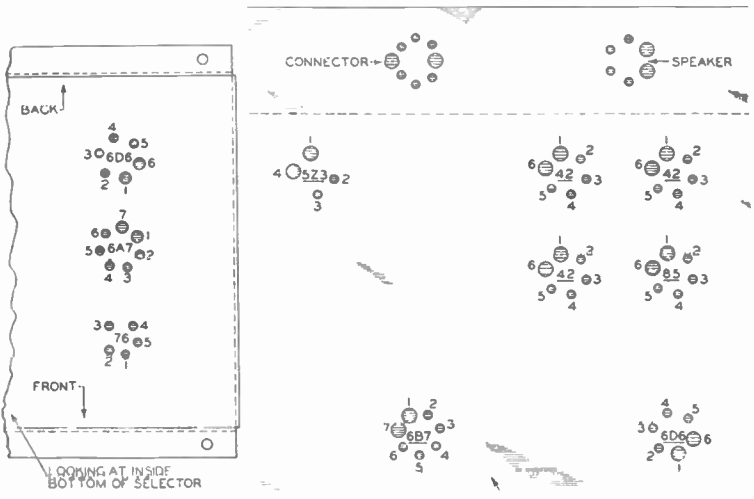 CONNECTOR
SPEAKER
BACK
4
5
3 6D6 6
2 1
7
6 1
5 6A7 2
4 3
3 4
76
5
2 1
FRONT
LOOKING AT INSIDE
BOTTOM OF SELECTOR
1
4 5Z3 2
3
1
2
6 42 3
5 4
1
2
6 42 3
5 4
1
2
6 42 3
5 4
1
2
6 85 3
5 4
1
2
7 6B7 3
6 5 4
4
5
3 6D6 6
2 1